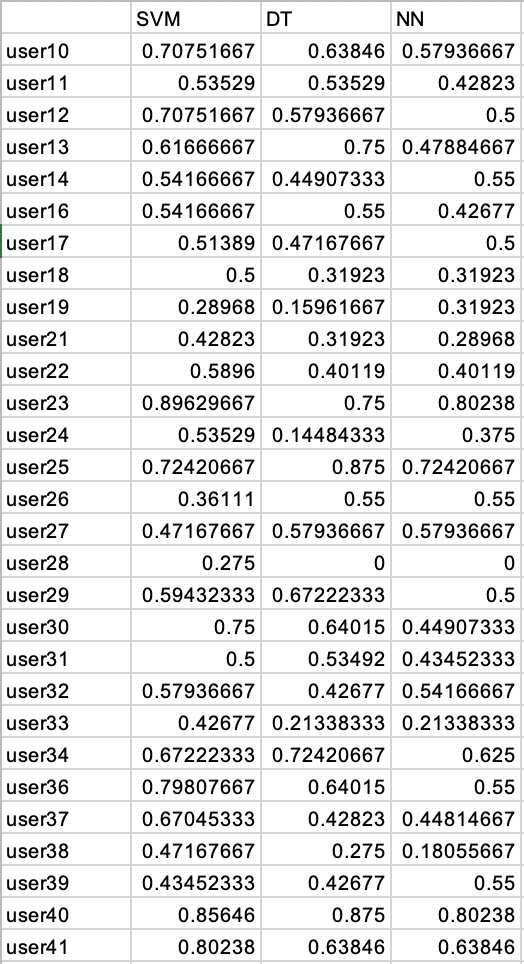 SVM DT NN
user10 0.70751667 0.63846 0.57936667
user11 0.53529 0.53529 0.42823
user12 0.70751667 0.57936667 0.5
user13 0.61666667 0.75 0.47884667
user14 0.54166667 0.44907333 0.55
user16 0.54166667 0.55 0.42677
user17 0.51389 0.47167667 0.5
user18 0.5 0.31923 0.31923
user19 0.28968 0.15961667 0.31923
user21 0.42823 0.31923 0.28968
user22 0.5896 0.40119 0.40119
user23 0.89629667 0.75 0.80238
user24 0.53529 0.14484333 0.375
user25 0.72420667 0.875 0.72420667
user26 0.36111 0.55 0.55
user27 0.47167667 0.57936667 0.57936667
user28 0.275 0 0
user29 0.59432333 0.67222333 0.5
user30 0.75 0.64015 0.44907333
user31 0.5 0.53492 0.43452333
user32 0.57936667 0.42677 0.54166667
user33 0.42677 0.21338333 0.21338333
user34 0.67222333 0.72420667 0.625
user36 0.79807667 0.64015 0.55
user37 0.67045333 0.42823 0.44814667
user38 0.47167667 0.275 0.18055667
user39 0.43452333 0.42677 0.55
user40 0.85646 0.875 0.80238
user41 0.80238 0.63846 0.63846